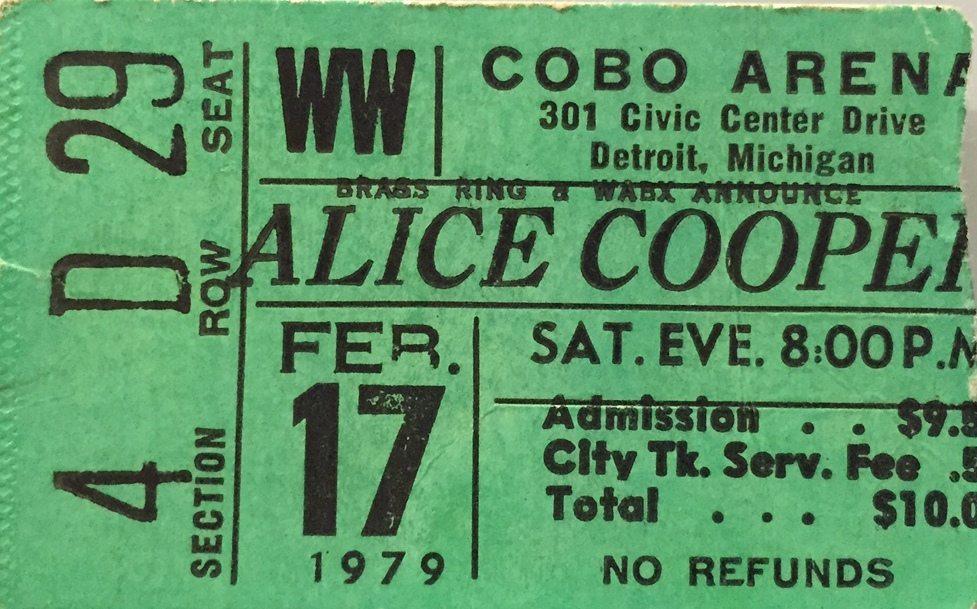 29 SEAT
D ROW
4 SECTION
WW
COBO ARENA
301 Civic Center Drive
Detroit, Michigan
BRASS RING & WABX ANNOUNCE
ALICE COOPER
FEB.
17
1979
SAT. EVE. 8:00 P.M
Admission . . $9.5
City Tk. Serv. Fee .5
Total . . . $10.0
NO REFUNDS